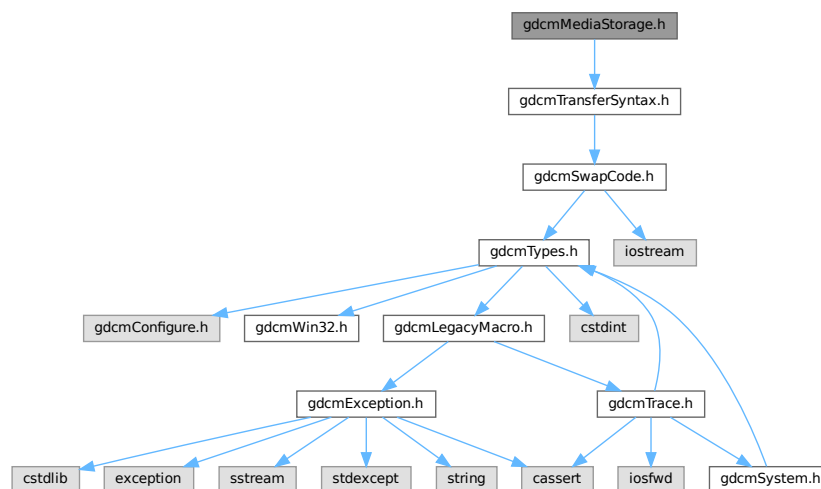 gdcmMediaStorage.h
gdcmTransferSyntax.h
gdcmSwapCode.h
gdcmTypes.h
iostream
gdcmConfigure.h
gdcmWin32.h
gdcmLegacyMacro.h
cstdint
gdcmException.h
gdcmTrace.h
cstdlib
exception
sstream
stdexcept
string
cassert
iosfwd
gdcmSystem.h